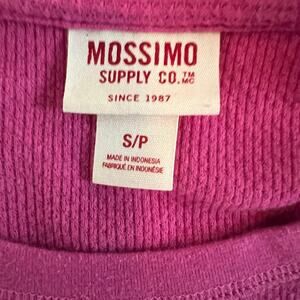 MOSSIMO
SUPPLY CO.™ MC
SINCE 1987
S/P
MADE IN INDONESIA
FABRIQUÉ EN INDONÉSIE